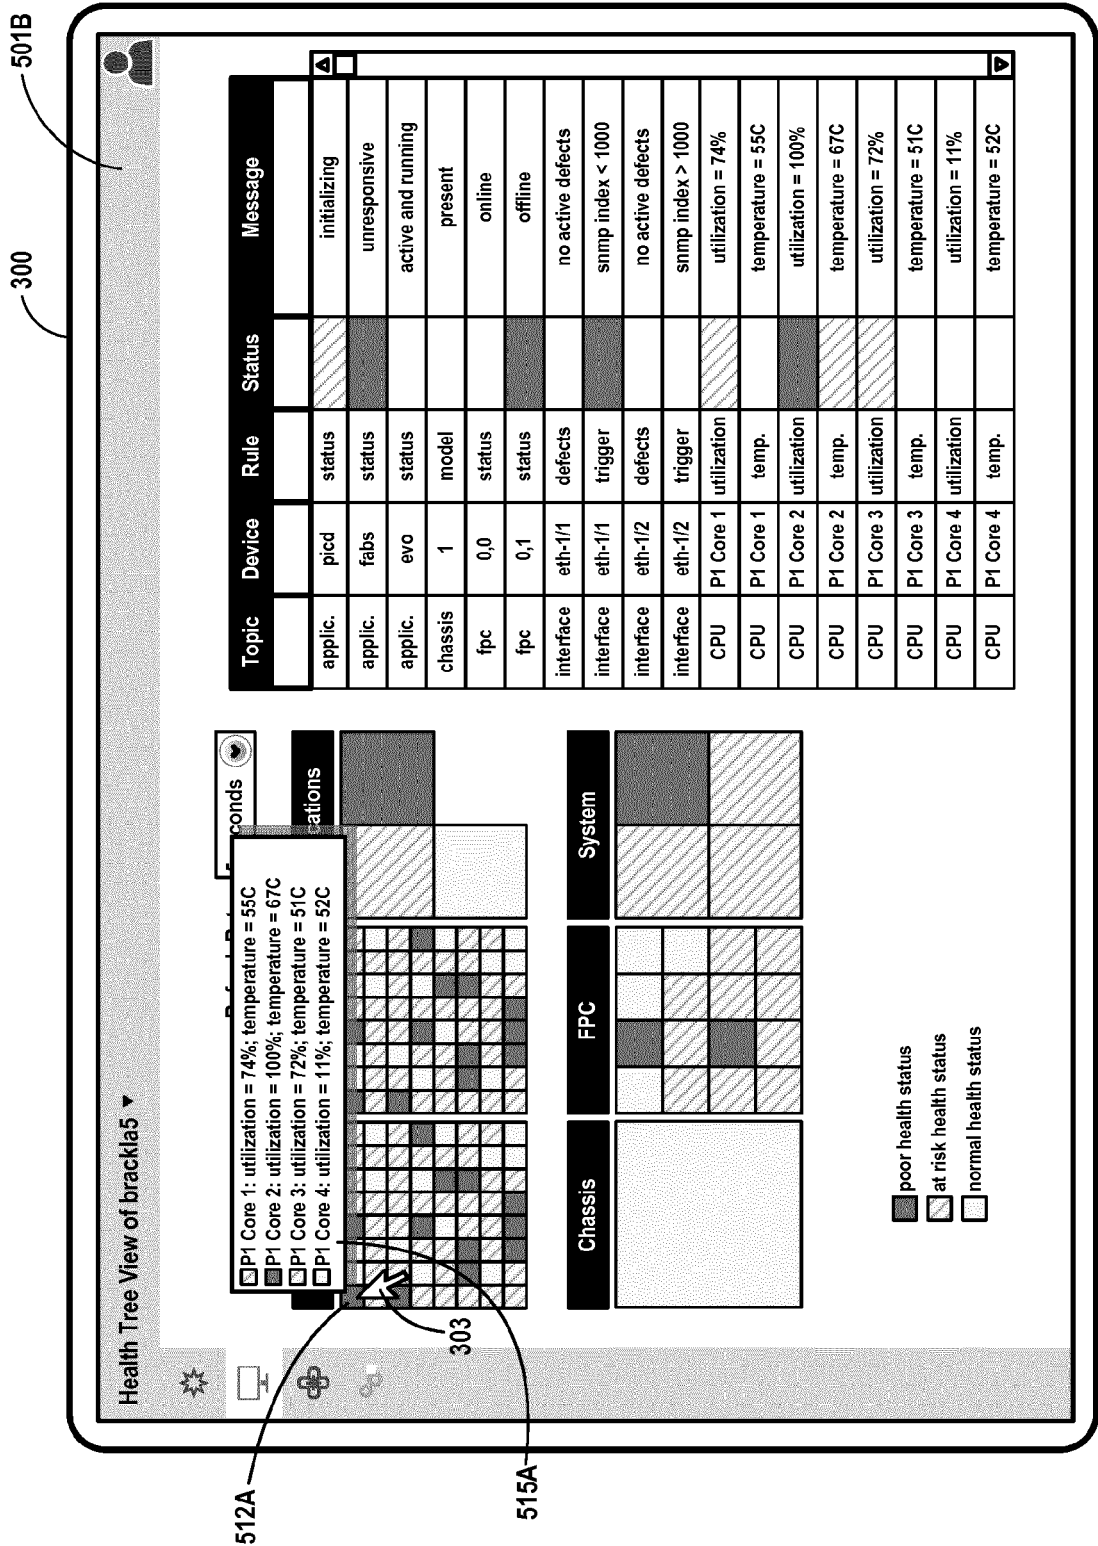 300
501B
Health Tree View of brackla5 ▼
conds
P1 Core 1: utilization = 74%; temperature = 55C
P1 Core 2: utilization = 100%; temperature = 67C
P1 Core 3: utilization = 72%; temperature = 51C
P1 Core 4: utilization = 11%; temperature = 52C
cations
512A
303
515A
Chassis FPC System
poor health status
at risk health status
normal health status
Topic Device Rule Status Message
applic. picd status initializing
applic. fabs status unresponsive
applic. evo status active and running
chassis 1 model present
fpc 0,0 status online
fpc 0,1 status offline
interface eth-1/1 defects no active defects
interface eth-1/1 trigger snmp index < 1000
interface eth-1/2 defects no active defects
interface eth-1/2 trigger snmp index > 1000
CPU P1 Core 1 utilization utilization = 74%
CPU P1 Core 1 temp. temperature = 55C
CPU P1 Core 2 utilization utilization = 100%
CPU P1 Core 2 temp. temperature = 67C
CPU P1 Core 3 utilization utilization = 72%
CPU P1 Core 3 temp. temperature = 51C
CPU P1 Core 4 utilization utilization = 11%
CPU P1 Core 4 temp. temperature = 52C